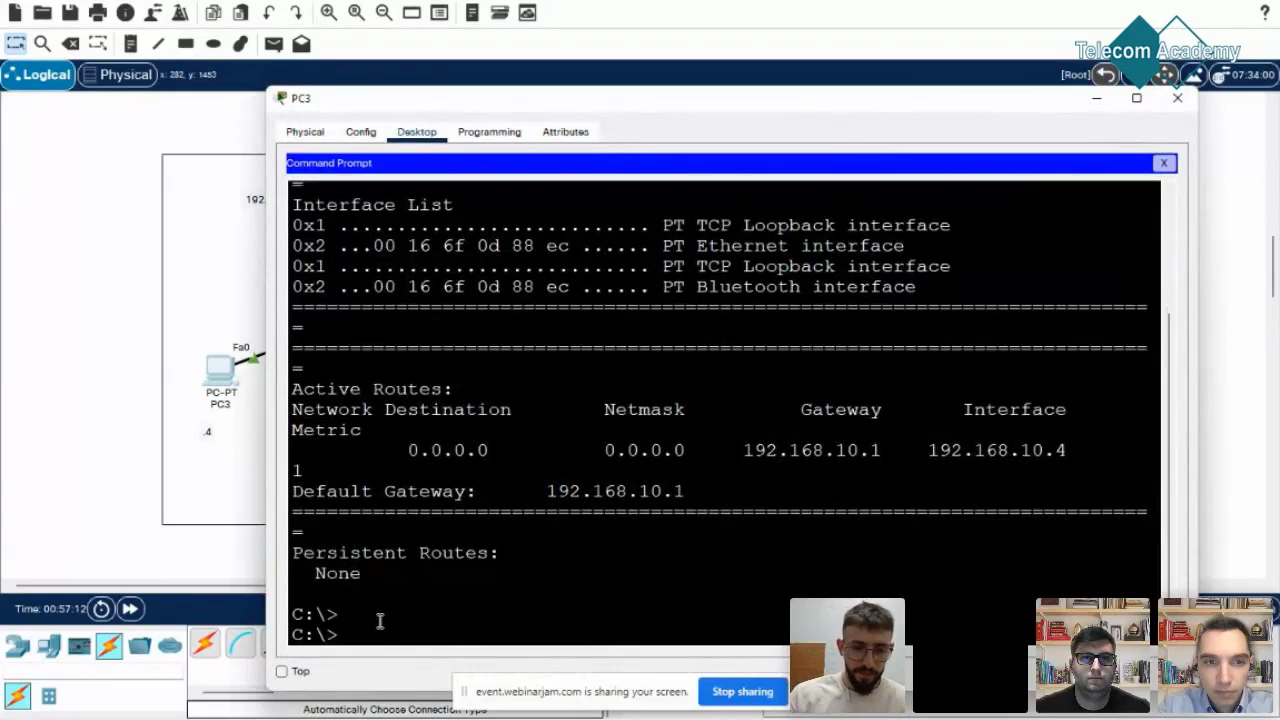 Telecom Academy
Logical
Physical
x: 282, y: 1453
[Root]
07:34:00
PC3
Physical
Config
Desktop
Programming
Attributes
Command Prompt
X
=
Interface List
0x1 ........................... PT TCP Loopback interface
0x2 ...00 16 6f 0d 88 ec ...... PT Ethernet interface
0x1 ........................... PT TCP Loopback interface
0x2 ...00 16 6f 0d 88 ec ...... PT Bluetooth interface
==========================================================================
=
==========================================================================
=
Active Routes:
Network Destination Netmask Gateway Interface
Metric
0.0.0.0 0.0.0.0 192.168.10.1 192.168.10.4
1
Default Gateway: 192.168.10.1
==========================================================================
=
Persistent Routes:
None
C:\>
C:\>
192.
Fa0
PC-PT
PC3
.4
Time: 00:57:12
Top
event.webinarjam.com is sharing your screen.
Stop sharing
Automatically Choose Connection Type